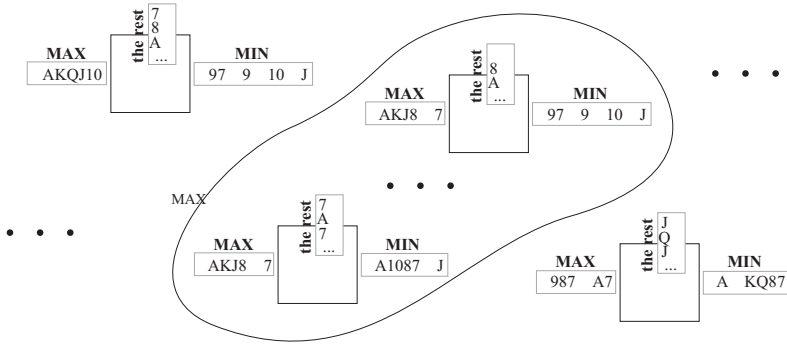 the rest
7
8
A
...
MAX
AKQJ10
MIN
97 9 10 J
the rest
8
A
...
MAX
AKJ8 7
MIN
97 9 10 J
MAX
the rest
7
A
7
...
MAX
AKJ8 7
MIN
A1087 J
the rest
J
Q
J
...
MAX
987 A7
MIN
A KQ87